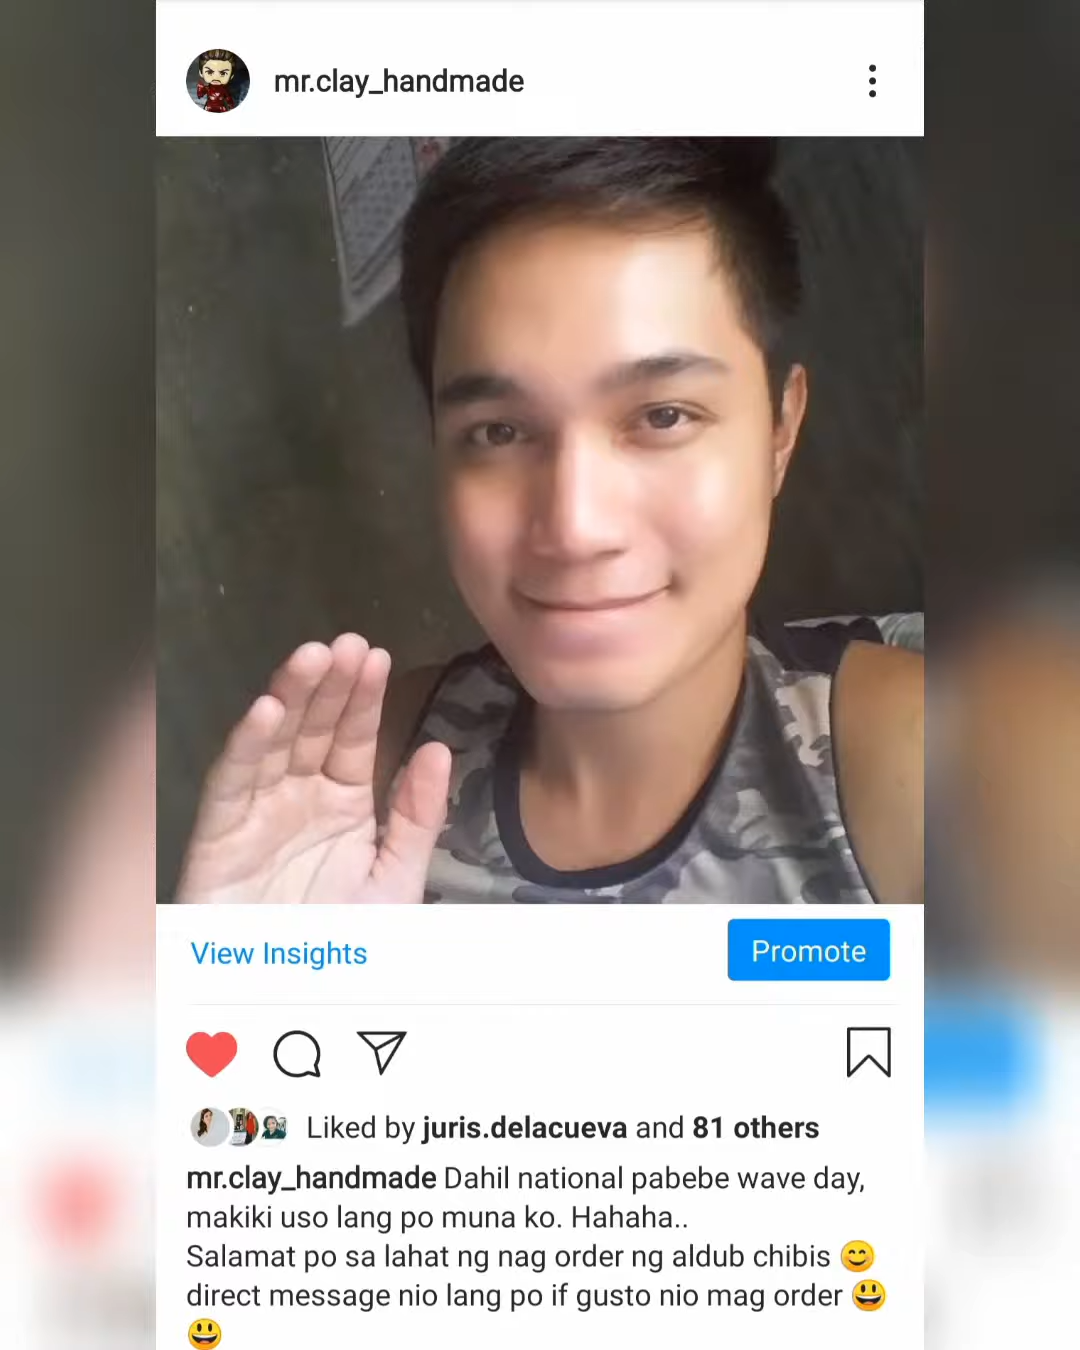 mr.clay_handmade
View Insights
Promote
Liked by juris.delacueva and 81 others
mr.clay_handmade Dahil national pabebe wave day,
makiki uso lang po muna ko. Hahaha..
Salamat po sa lahat ng nag order ng aldub chibis 😊
direct message nio lang po if gusto nio mag order 😃
😃